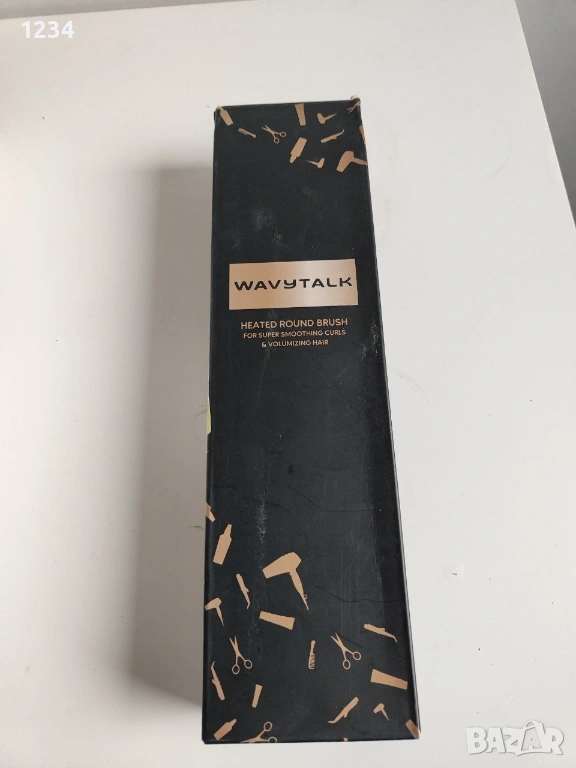 1234
WAVYTALK
HEATED ROUND BRUSH
FOR SUPER SMOOTHING CURLS
& VOLUMIZING HAIR
BAZAR